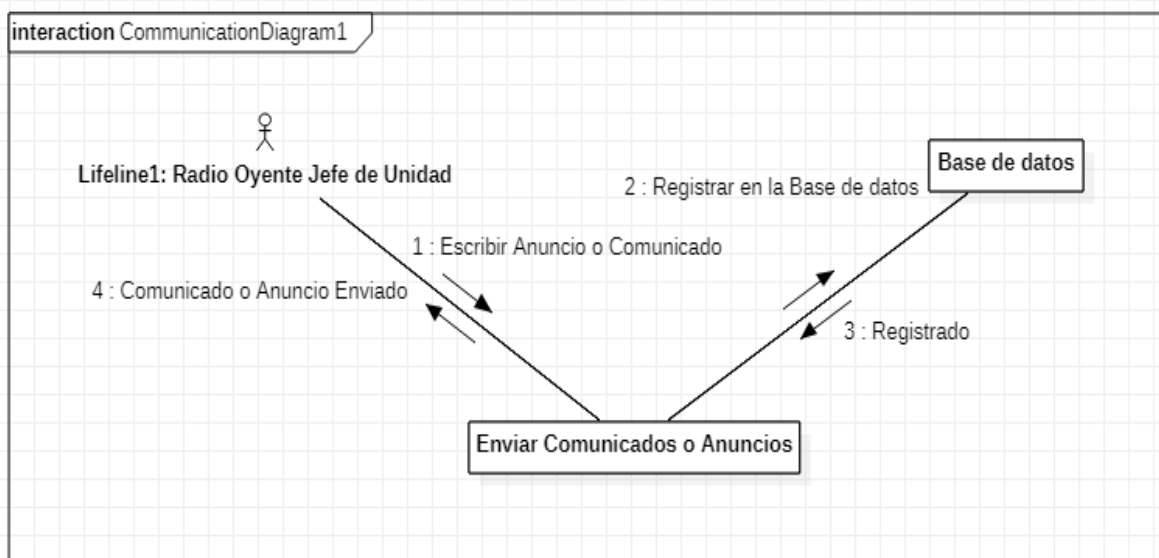 interaction CommunicationDiagram1
Lifeline1: Radio Oyente Jefe de Unidad
Base de datos
2 : Registrar en la Base de datos
1 : Escribir Anuncio o Comunicado
4 : Comunicado o Anuncio Enviado
3 : Registrado
Enviar Comunicados o Anuncios